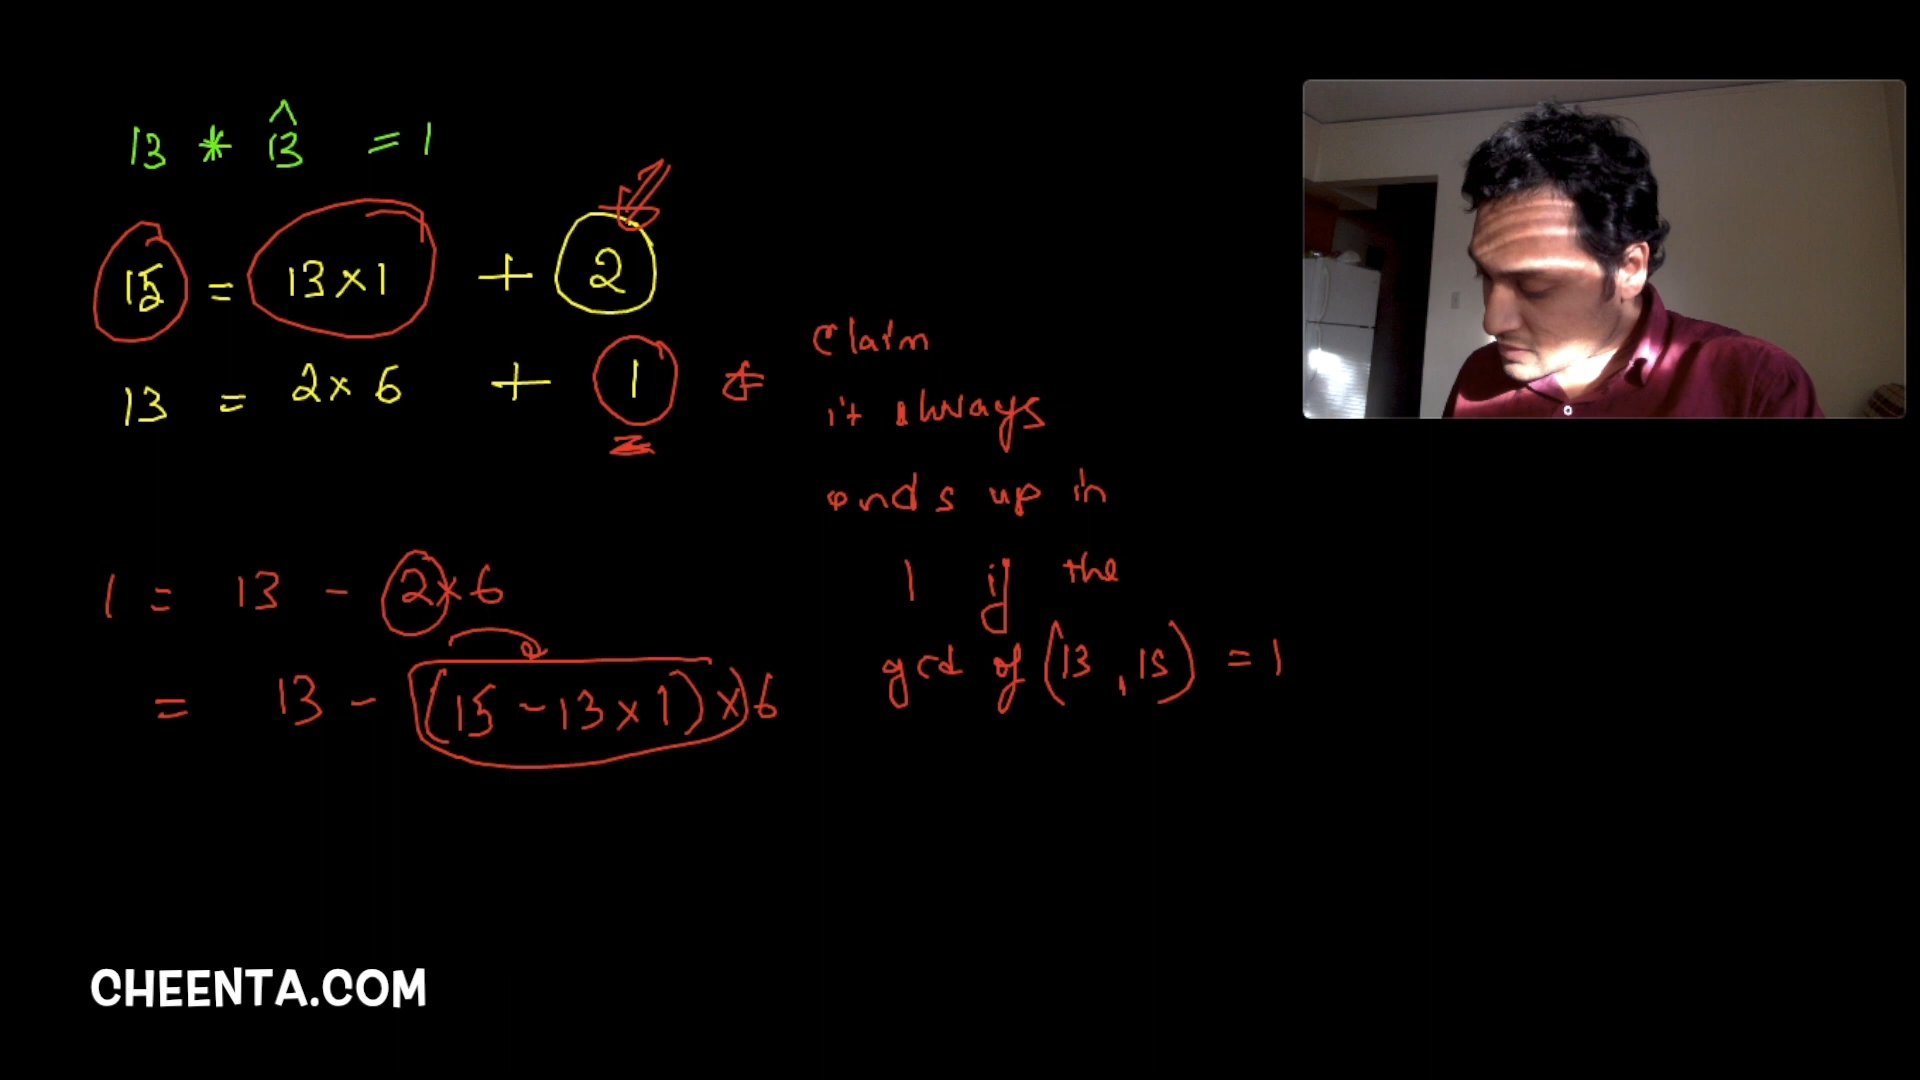 13 * 13̂ = 1
15 = 13 × 1 + 2
13 = 2 × 6 + 1 ⇐
Claim
it always
ends up in
1 if the
gcd of (13, 15) = 1
1 = 13 - 2 × 6
= 13 - (15 - 13 × 1) × 6
CHEENTA.COM